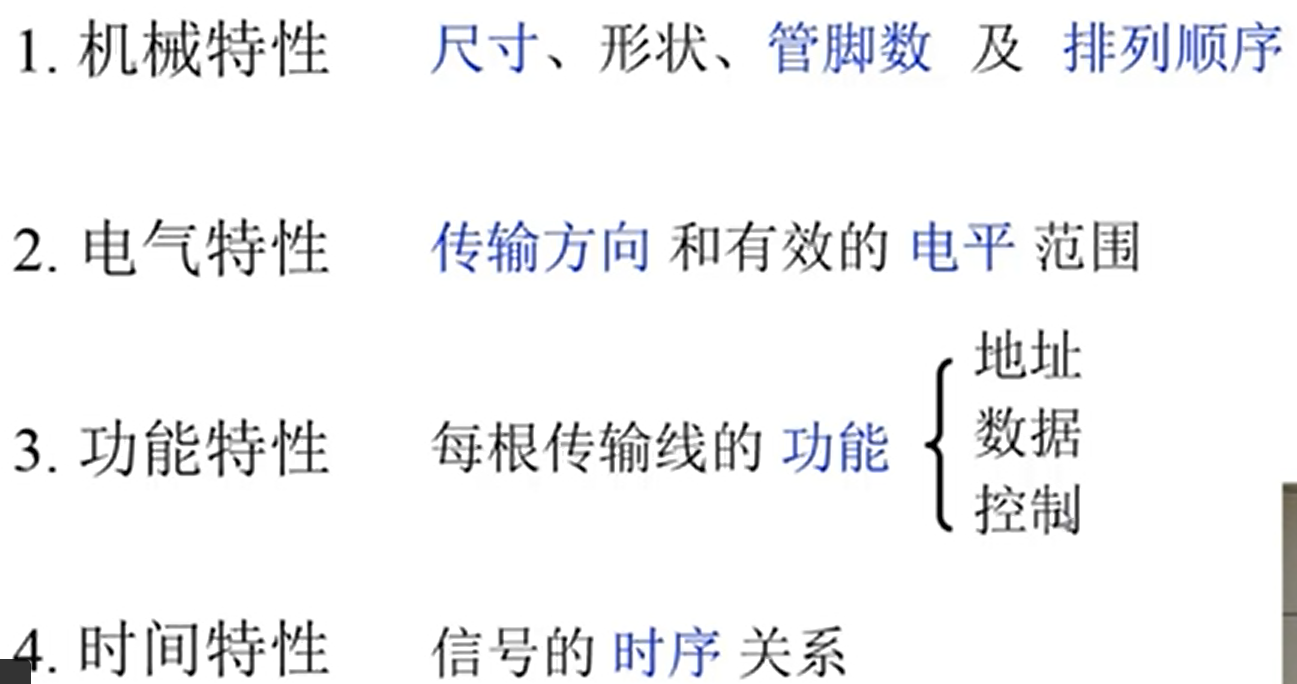 1. 机械特性 尺寸、形状、管脚数 及 排列顺序
2. 电气特性 传输方向 和有效的 电平 范围
地址
3. 功能特性 每根传输线的 功能 { 数据
控制
4. 时间特性 信号的 时序 关系